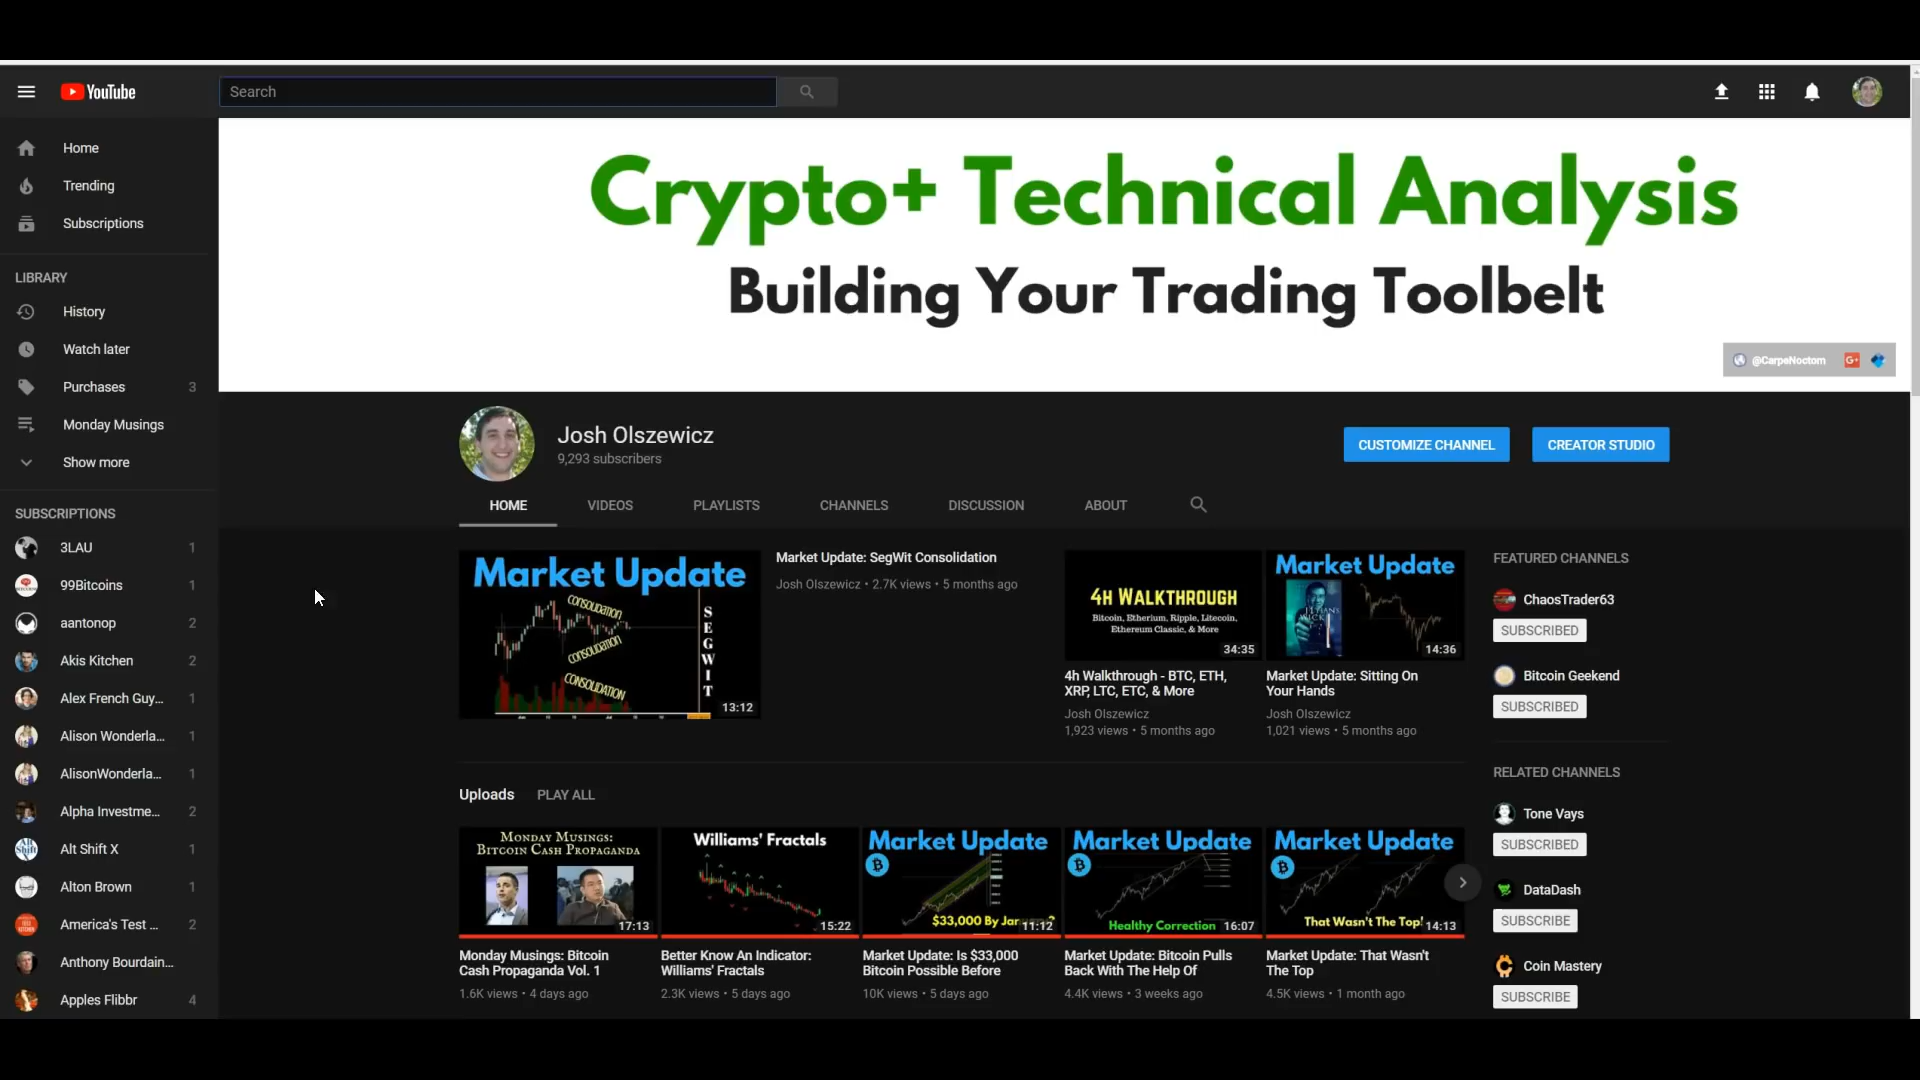 YouTube
Search
Home
Trending
Subscriptions
LIBRARY
History
Watch later
Purchases 3
Monday Musings
Show more
SUBSCRIPTIONS
3LAU 1
99Bitcoins 1
aantonop 2
Akis Kitchen 2
Alex French Guy... 1
Alison Wonderla... 1
AlisonWonderla... 1
Alpha Investme... 2
Alt Shift X 1
Alton Brown 1
America's Test ... 2
Anthony Bourdain...
Apples Flibbr 4
Crypto+ Technical Analysis
Building Your Trading Toolbelt
@CarpeNoctom
G+
Josh Olszewicz
9,293 subscribers
CUSTOMIZE CHANNEL
CREATOR STUDIO
HOME VIDEOS PLAYLISTS CHANNELS DISCUSSION ABOUT
Market Update
CONSOLIDATION
CONSOLIDATION
CONSOLIDATION
SEGWIT
13:12
Market Update: SegWit Consolidation
Josh Olszewicz • 2.7K views • 5 months ago
4H WALKTHROUGH
Bitcoin, Etherium, Ripple, Litecoin,
Ethereum Classic, & More
34:35
4h Walkthrough - BTC, ETH,
XRP, LTC, ETC, & More
Josh Olszewicz
1,923 views • 5 months ago
Market Update
14:36
Market Update: Sitting On
Your Hands
Josh Olszewicz
1,021 views • 5 months ago
Uploads PLAY ALL
Monday Musings:
Bitcoin Cash Propaganda
17:13
Monday Musings: Bitcoin
Cash Propaganda Vol. 1
1.6K views • 4 days ago
Williams' Fractals
15:22
Better Know An Indicator:
Williams' Fractals
2.3K views • 5 days ago
Market Update
$33,000 By
11:12
Market Update: Is $33,000
Bitcoin Possible Before
10K views • 5 days ago
Market Update
Healthy Correction
16:07
Market Update: Bitcoin Pulls
Back With The Help Of
4.4K views • 3 weeks ago
Market Update
That Wasn't The Top!
14:13
Market Update: That Wasn't
The Top
4.5K views • 1 month ago
FEATURED CHANNELS
ChaosTrader63
SUBSCRIBED
Bitcoin Geekend
SUBSCRIBED
RELATED CHANNELS
Tone Vays
SUBSCRIBED
DataDash
SUBSCRIBE
Coin Mastery
SUBSCRIBE